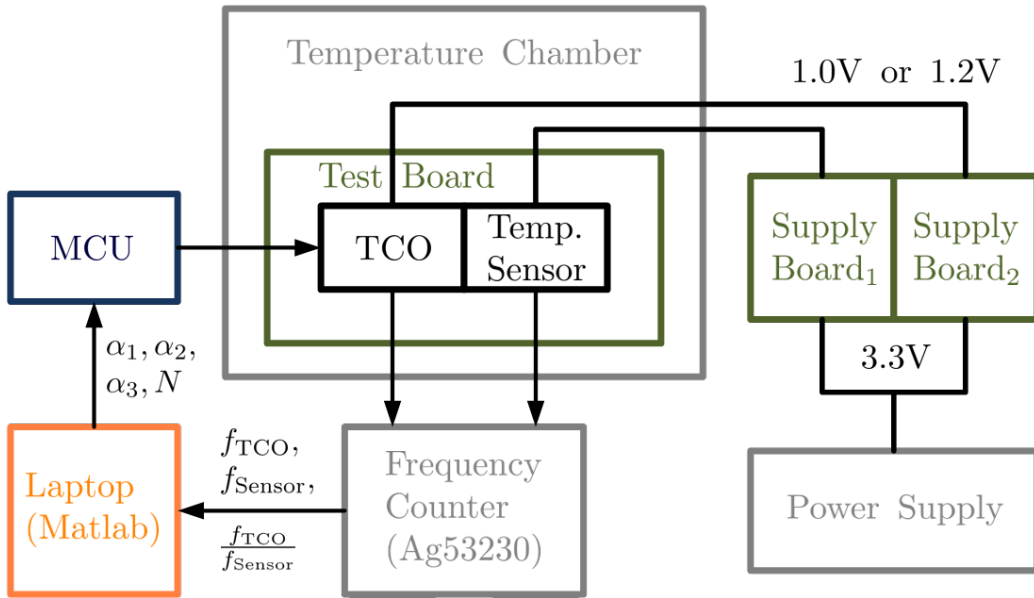 Temperature Chamber
1.0V or 1.2V
Test Board
MCU
TCO
Temp.
Sensor
Supply
Board₁
Supply
Board₂
α₁, α₂,
α₃, N
3.3V
f_TCO,
f_Sensor,
f_TCO/f_Sensor
Laptop
(Matlab)
Frequency
Counter
(Ag53230)
Power Supply